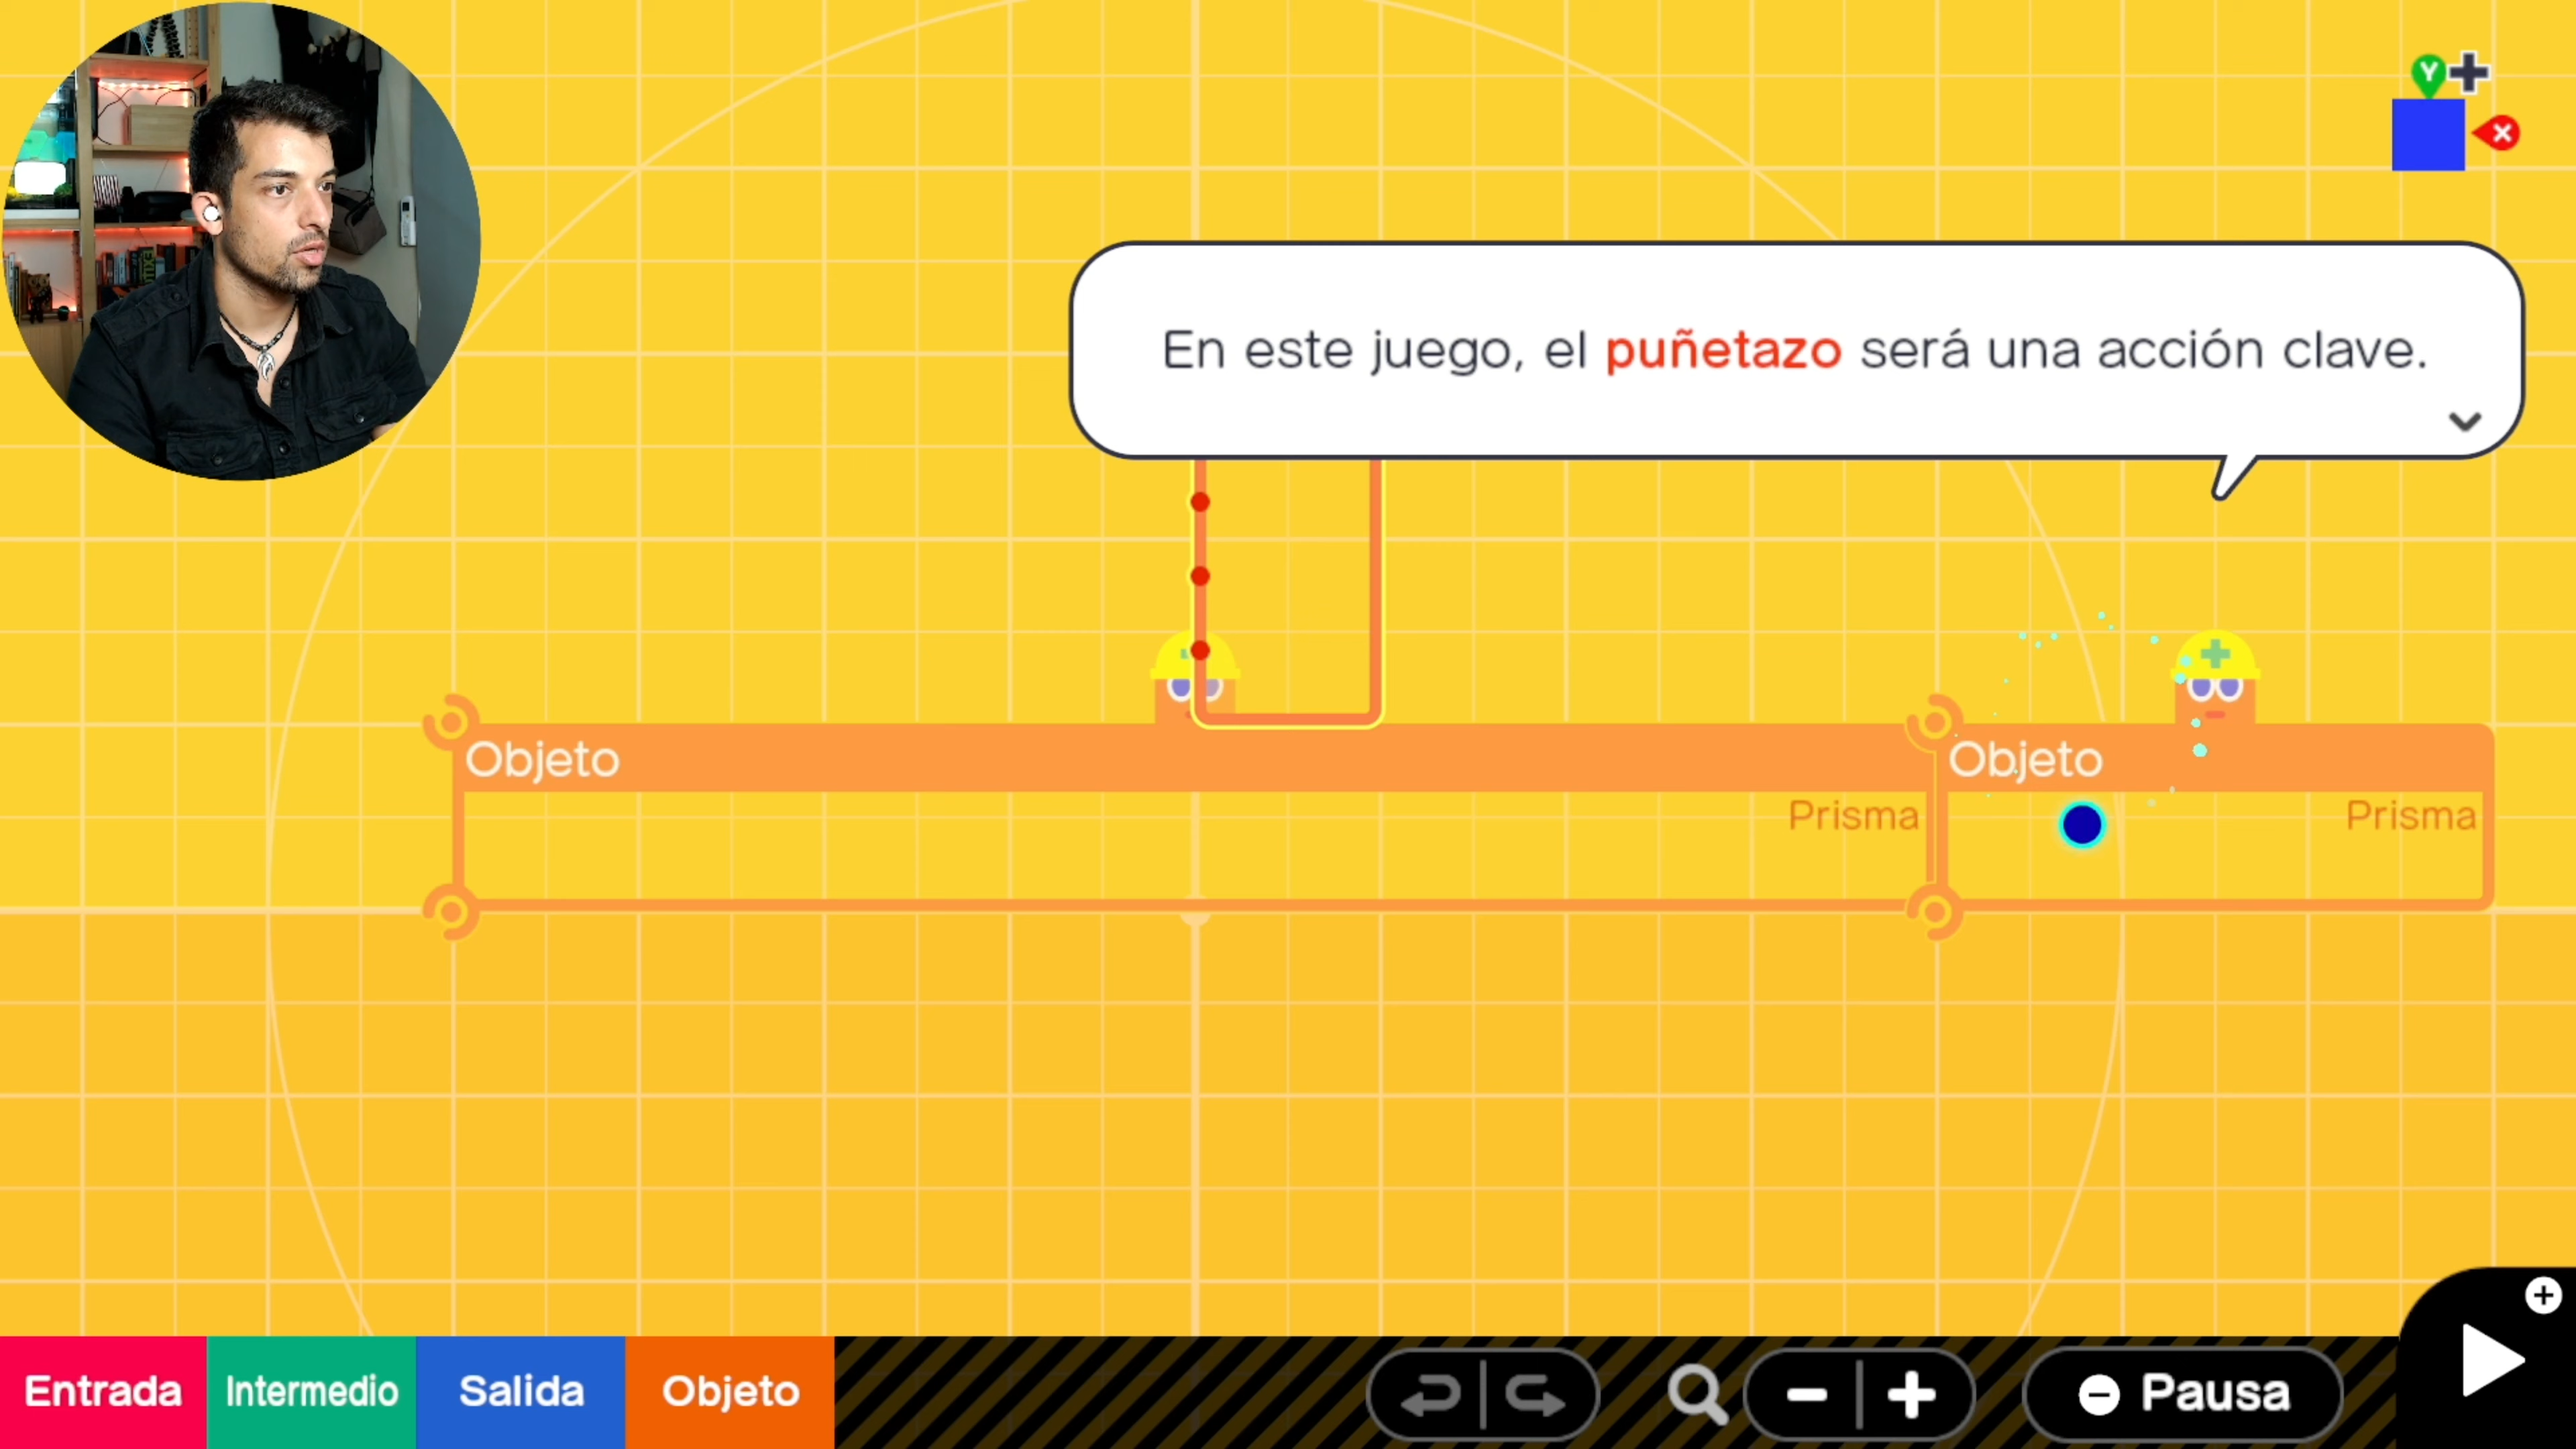 Y
X
En este juego, el puñetazo será una acción clave.
Objeto
Objeto
Prisma
Prisma
Entrada
Intermedio
Salida
Objeto
Pausa